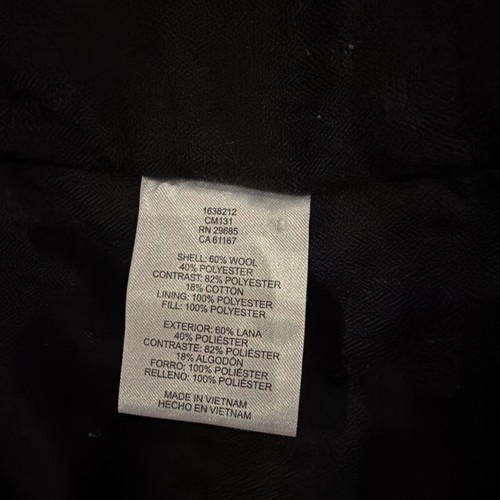 1638212
CM131
RN 29685
CA 61167
SHELL: 60% WOOL
40% POLYESTER
CONTRAST: 82% POLYESTER
18% COTTON
LINING: 100% POLYESTER
FILL: 100% POLYESTER
EXTERIOR: 60% LANA
40% POLIÉSTER
CONTRASTE: 82% POLIÉSTER
18% ALGODÓN
FORRO: 100% POLIÉSTER
RELLENO: 100% POLIÉSTER
MADE IN VIETNAM
HECHO EN VIETNAM